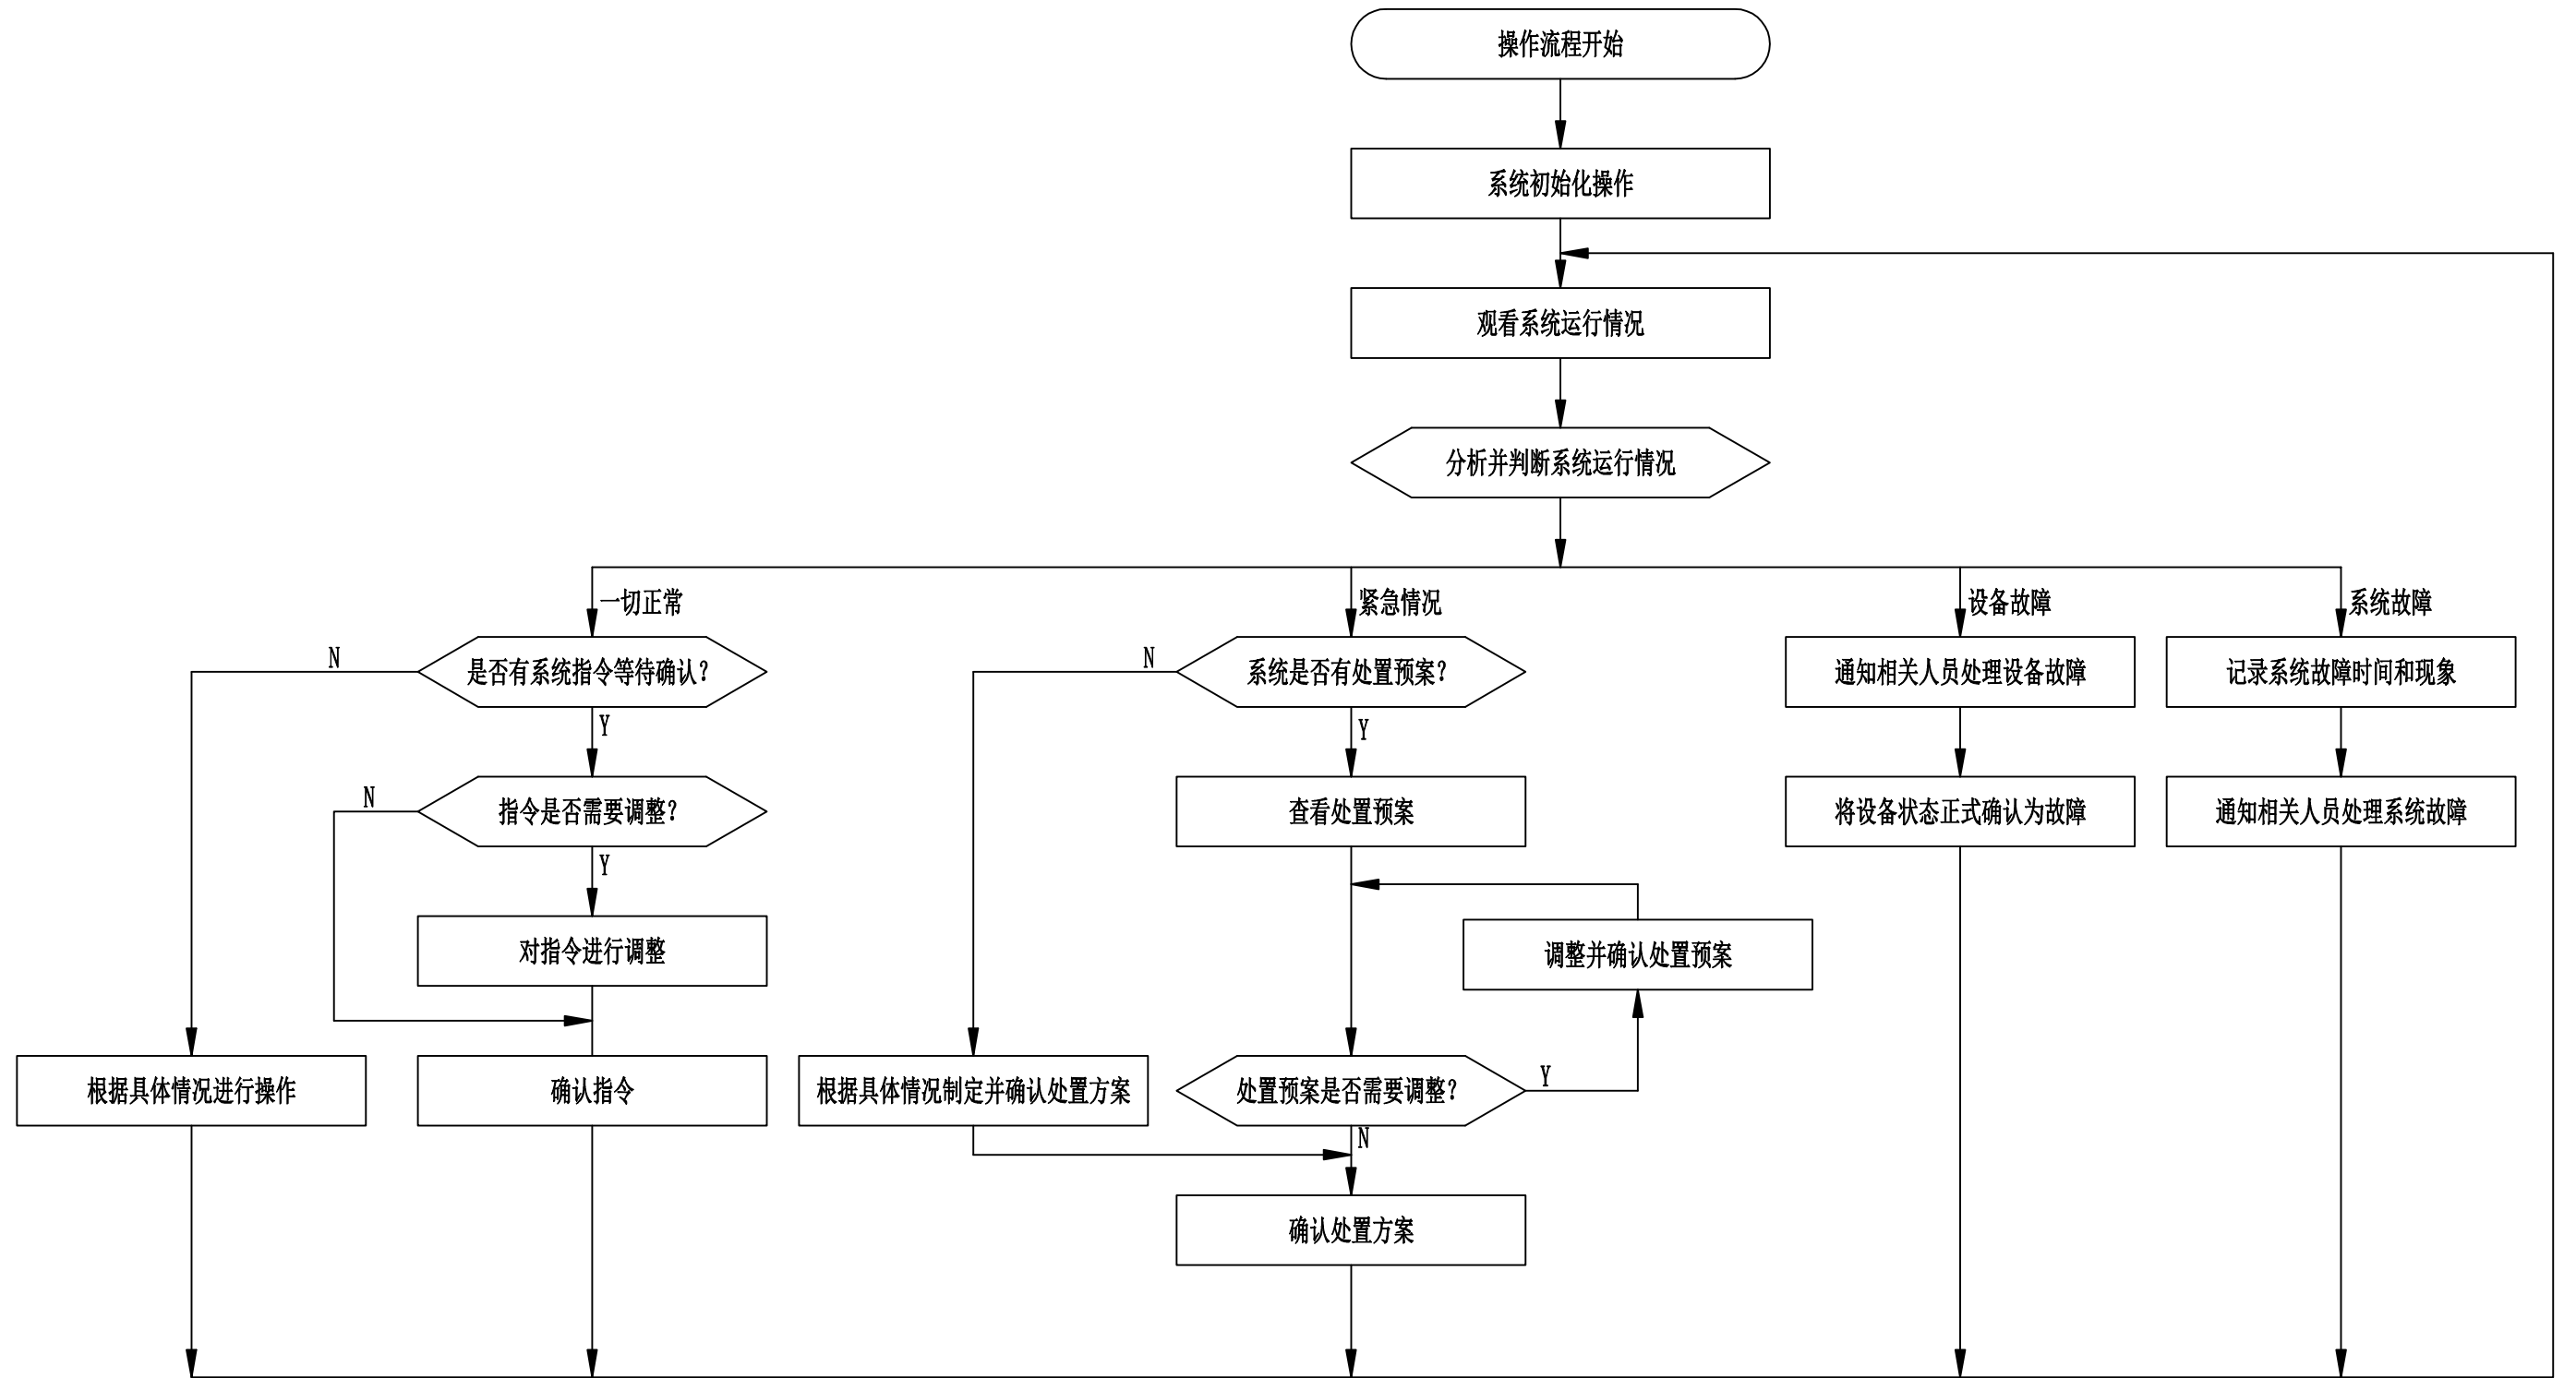 操作流程开始
系统初始化操作
观看系统运行情况
分析并判断系统运行情况
一切正常
紧急情况
设备故障
系统故障
N
是否有系统指令等待确认?
N
系统是否有处置预案?
通知相关人员处理设备故障
记录系统故障时间和现象
Y
Y
N
指令是否需要调整?
查看处置预案
将设备状态正式确认为故障
通知相关人员处理系统故障
Y
对指令进行调整
调整并确认处置预案
根据具体情况进行操作
确认指令
根据具体情况制定并确认处置方案
处置预案是否需要调整?
Y
N
确认处置方案